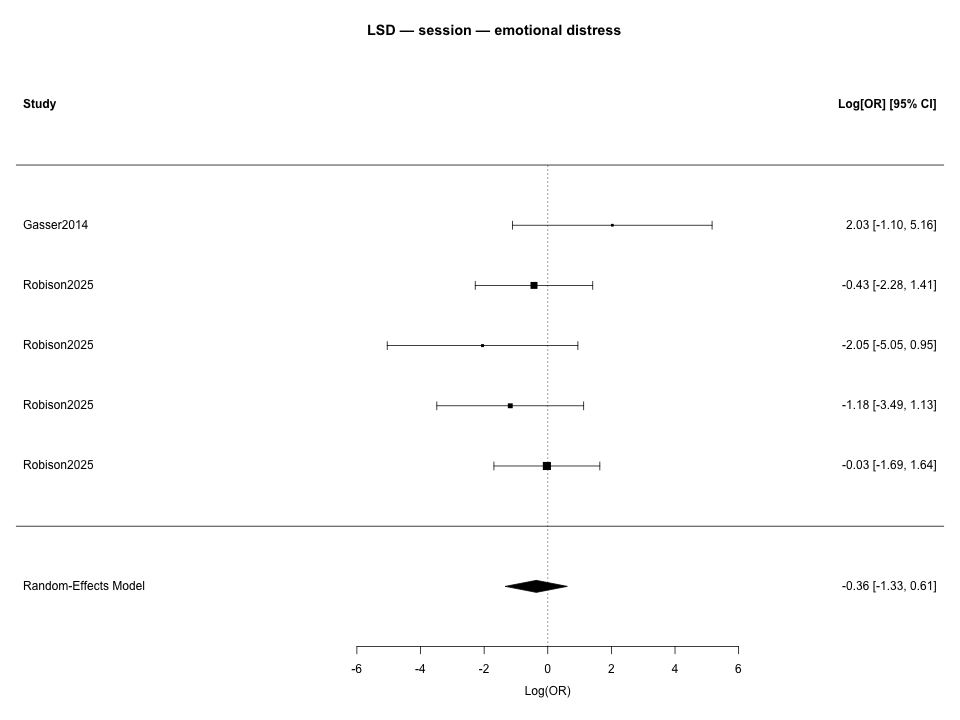 LSD — session — emotional distress
Study Log[OR] [95% CI]
Gasser2014 2.03 [-1.10, 5.16]
Robison2025 -0.43 [-2.28, 1.41]
Robison2025 -2.05 [-5.05, 0.95]
Robison2025 -1.18 [-3.49, 1.13]
Robison2025 -0.03 [-1.69, 1.64]
Random-Effects Model -0.36 [-1.33, 0.61]
-6 -4 -2 0 2 4 6
Log(OR)